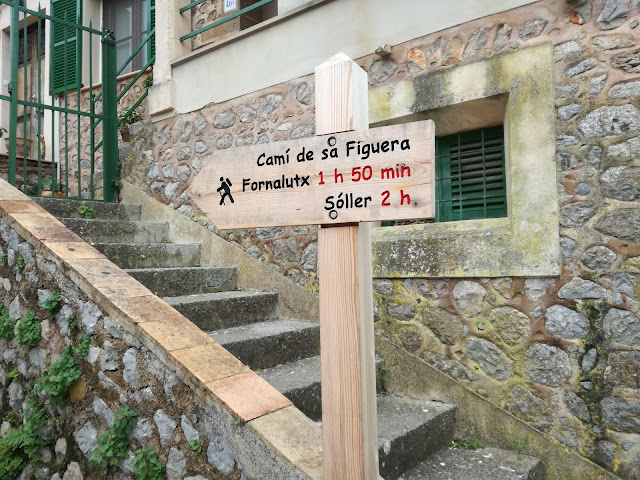 Camí de sa Figuera
Fornalutx 1 h 50 min
Sóller 2 h.